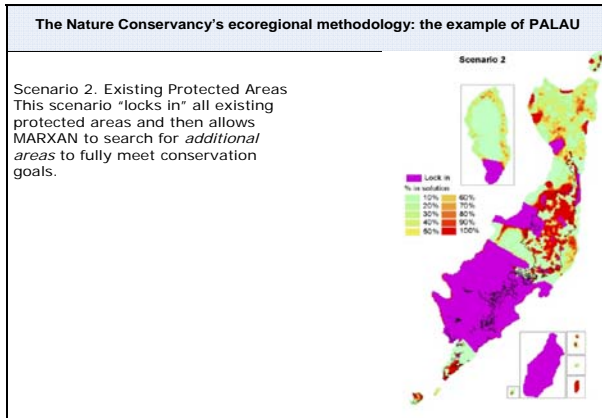 The Nature Conservancy's ecoregional methodology: the example of PALAU
Scenario 2. Existing Protected Areas
This scenario "locks in" all existing
protected areas and then allows
MARXAN to search for additional
areas to fully meet conservation
goals.
Scenario 2
Lock in
% in solution
10% 60%
20% 70%
30% 80%
40% 90%
50% 100%